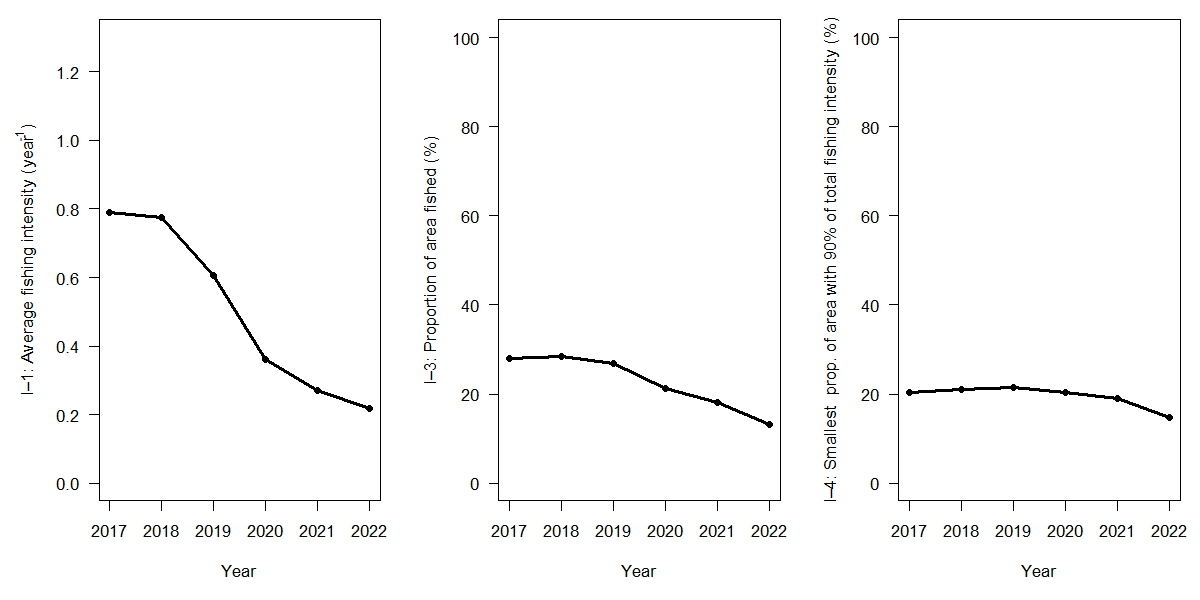 I−1: Average fishing intensity (year-1)
1.2
1.0
0.8
0.6
0.4
0.2
0.0
2017 2018 2019 2020 2021 2022
Year
I−3: Proportion of area fished (%)
100
80
60
40
20
0
2017 2018 2019 2020 2021 2022
Year
I−4: Smallest prop. of area with 90% of total fishing intensity (%)
100
80
60
40
20
0
2017 2018 2019 2020 2021 2022
Year